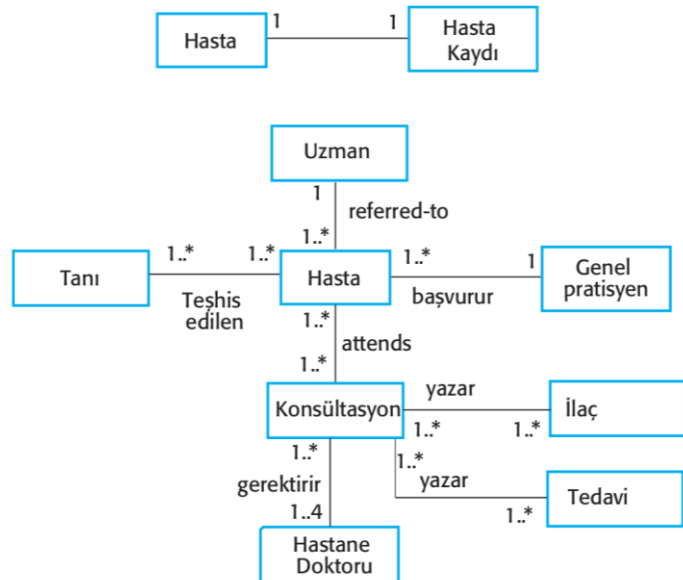 1
1
Hasta
Hasta
Kaydı
Uzman
1
referred-to
1..*
1..*
1..*
1..*
1
Tanı
Hasta
Genel
pratisyen
Teşhis
edilen
başvurur
1..*
attends
1..*
yazar
Konsültasyon
İlaç
1..*
1..*
1..*
1..*
gerektirir
yazar
Tedavi
1..4
1..*
Hastane
Doktoru